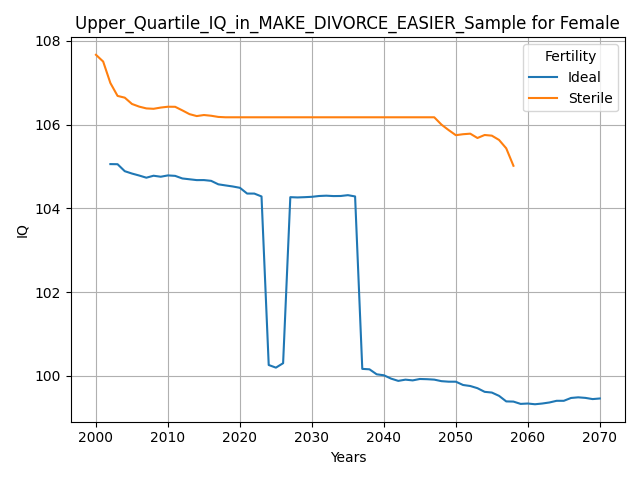 Upper_Quartile_IQ_in_MAKE_DIVORCE_EASIER_Sample for Female
108
106
104
102
100
IQ
Fertility
Ideal
Sterile
2000 2010 2020 2030 2040 2050 2060 2070
Years